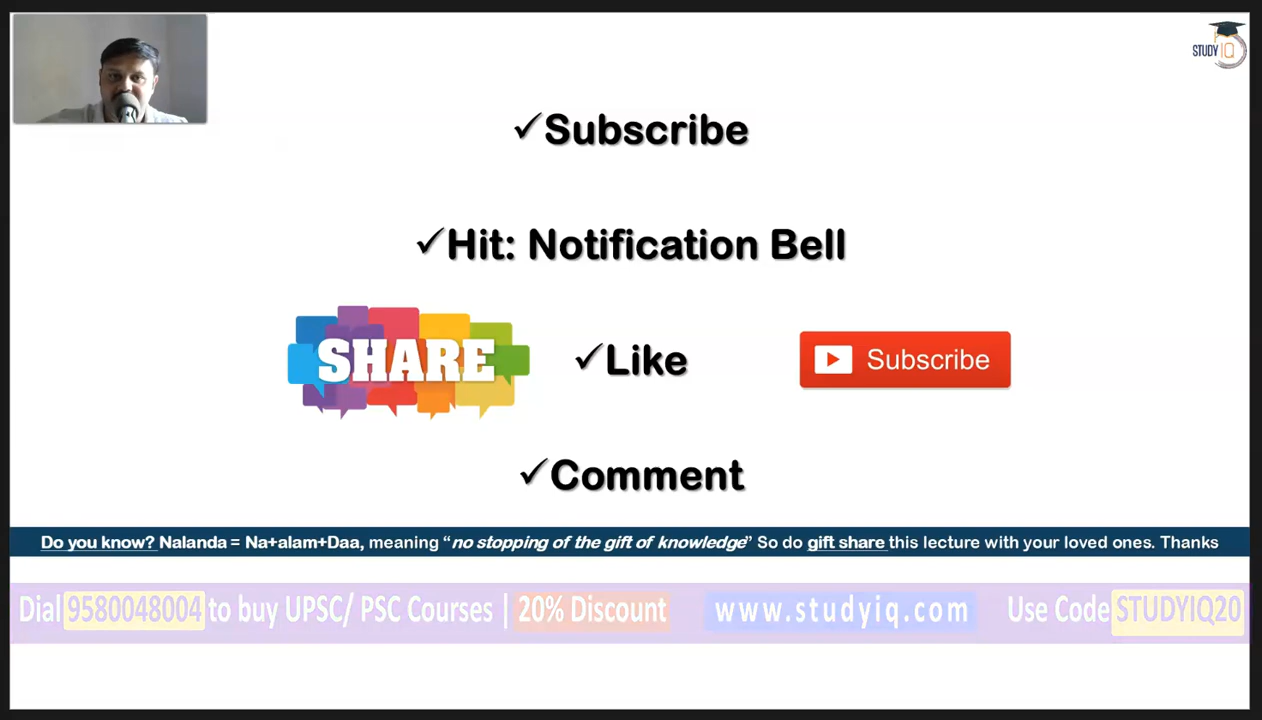 STUDY IQ
✓Subscribe
✓Hit: Notification Bell
SHARE
✓Like
Subscribe
✓Comment
Do you know? Nalanda = Na+alam+Daa, meaning “no stopping of the gift of knowledge” So do gift share this lecture with your loved ones. Thanks
Dial 9580048004 to buy UPSC/ PSC Courses | 20% Discount www.studyiq.com Use Code STUDYIQ20